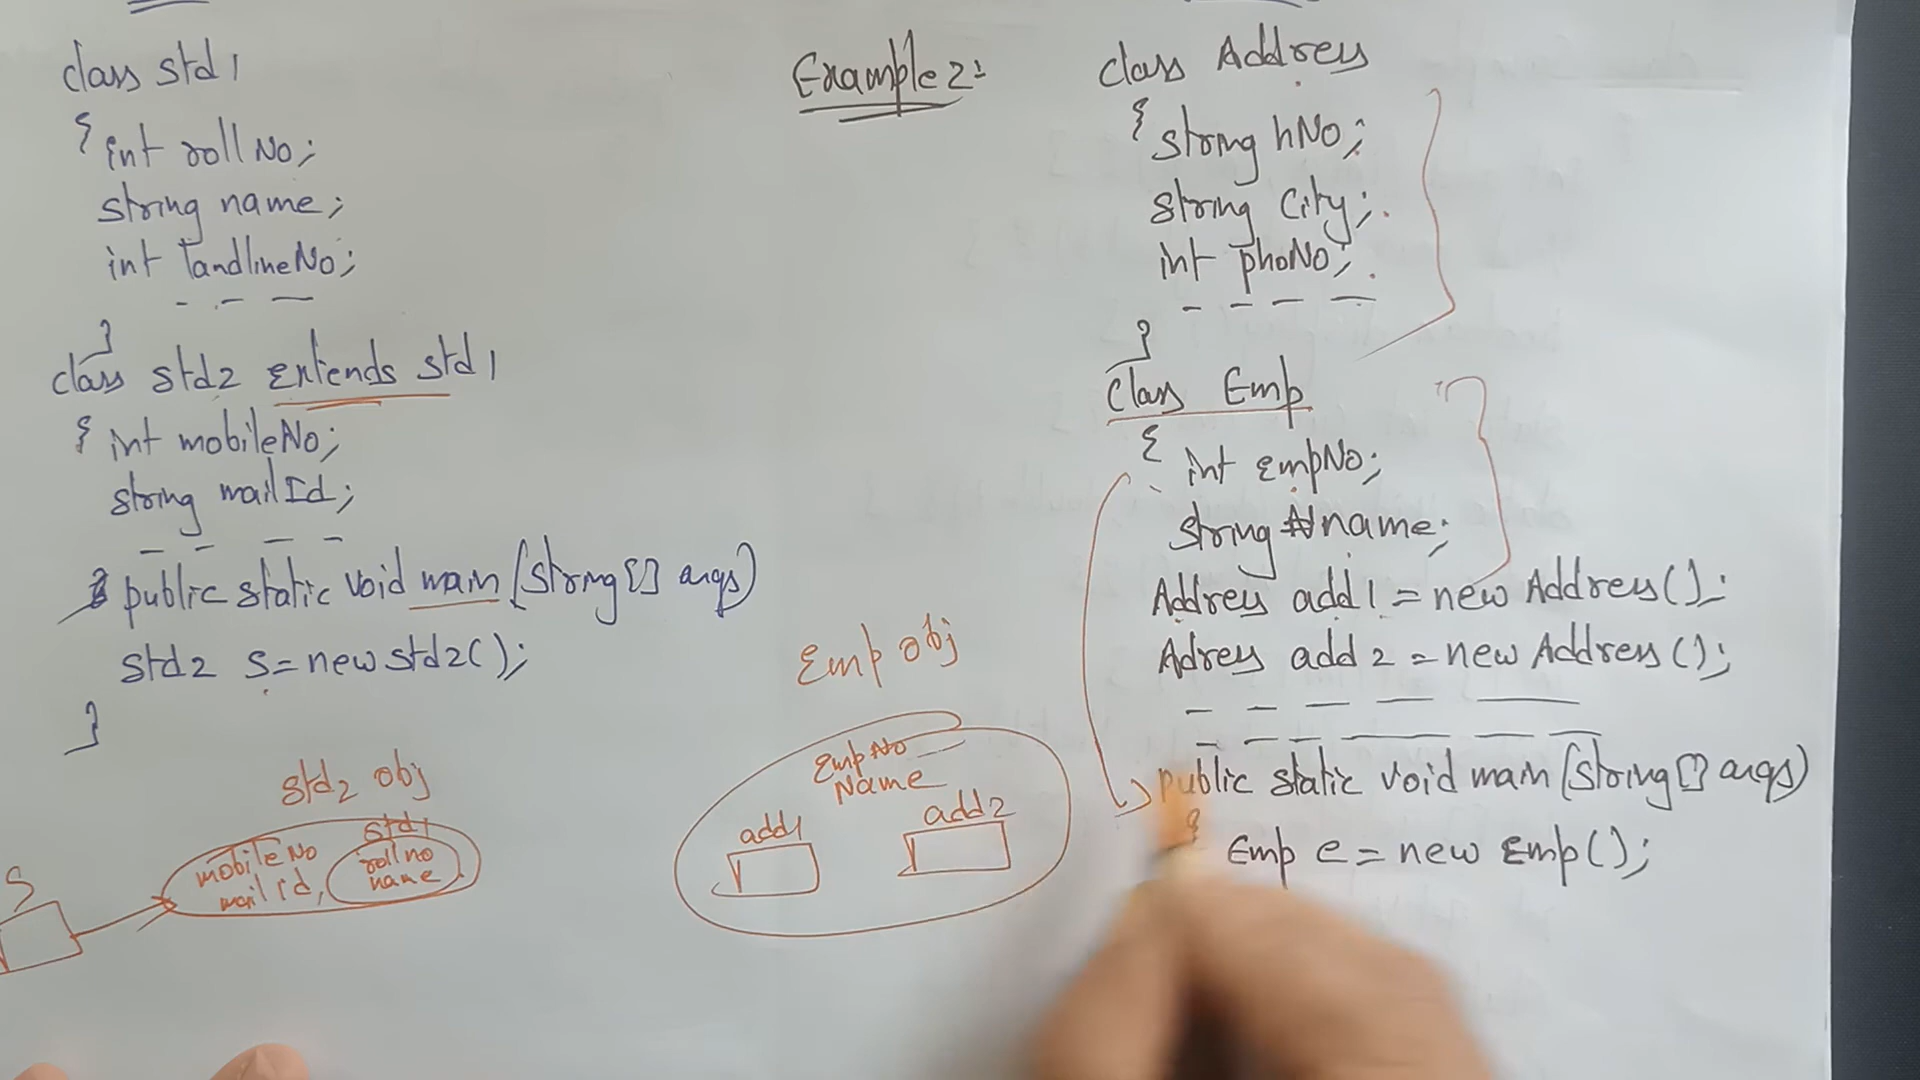 class std1
{ int rollNo;
string name;
int landlineNo;
}
class std2 extends std1
{ int mobileNo;
string mailId;
public static void main (String[] args)
std2 s=new std2();
}
std2 obj
S
mobileNo
mail id,
std1
rollno
name
Example2:
Emp obj
EmpNo
Name
add1
add2
class Address
{ string hNo;
string City;
int phoNo;
}
Class Emp
{ int empNo;
string name;
Address add1 = new Address();
Adress add2 = new Address();
public static void main (String[] args)
{
Emp e = new Emp();